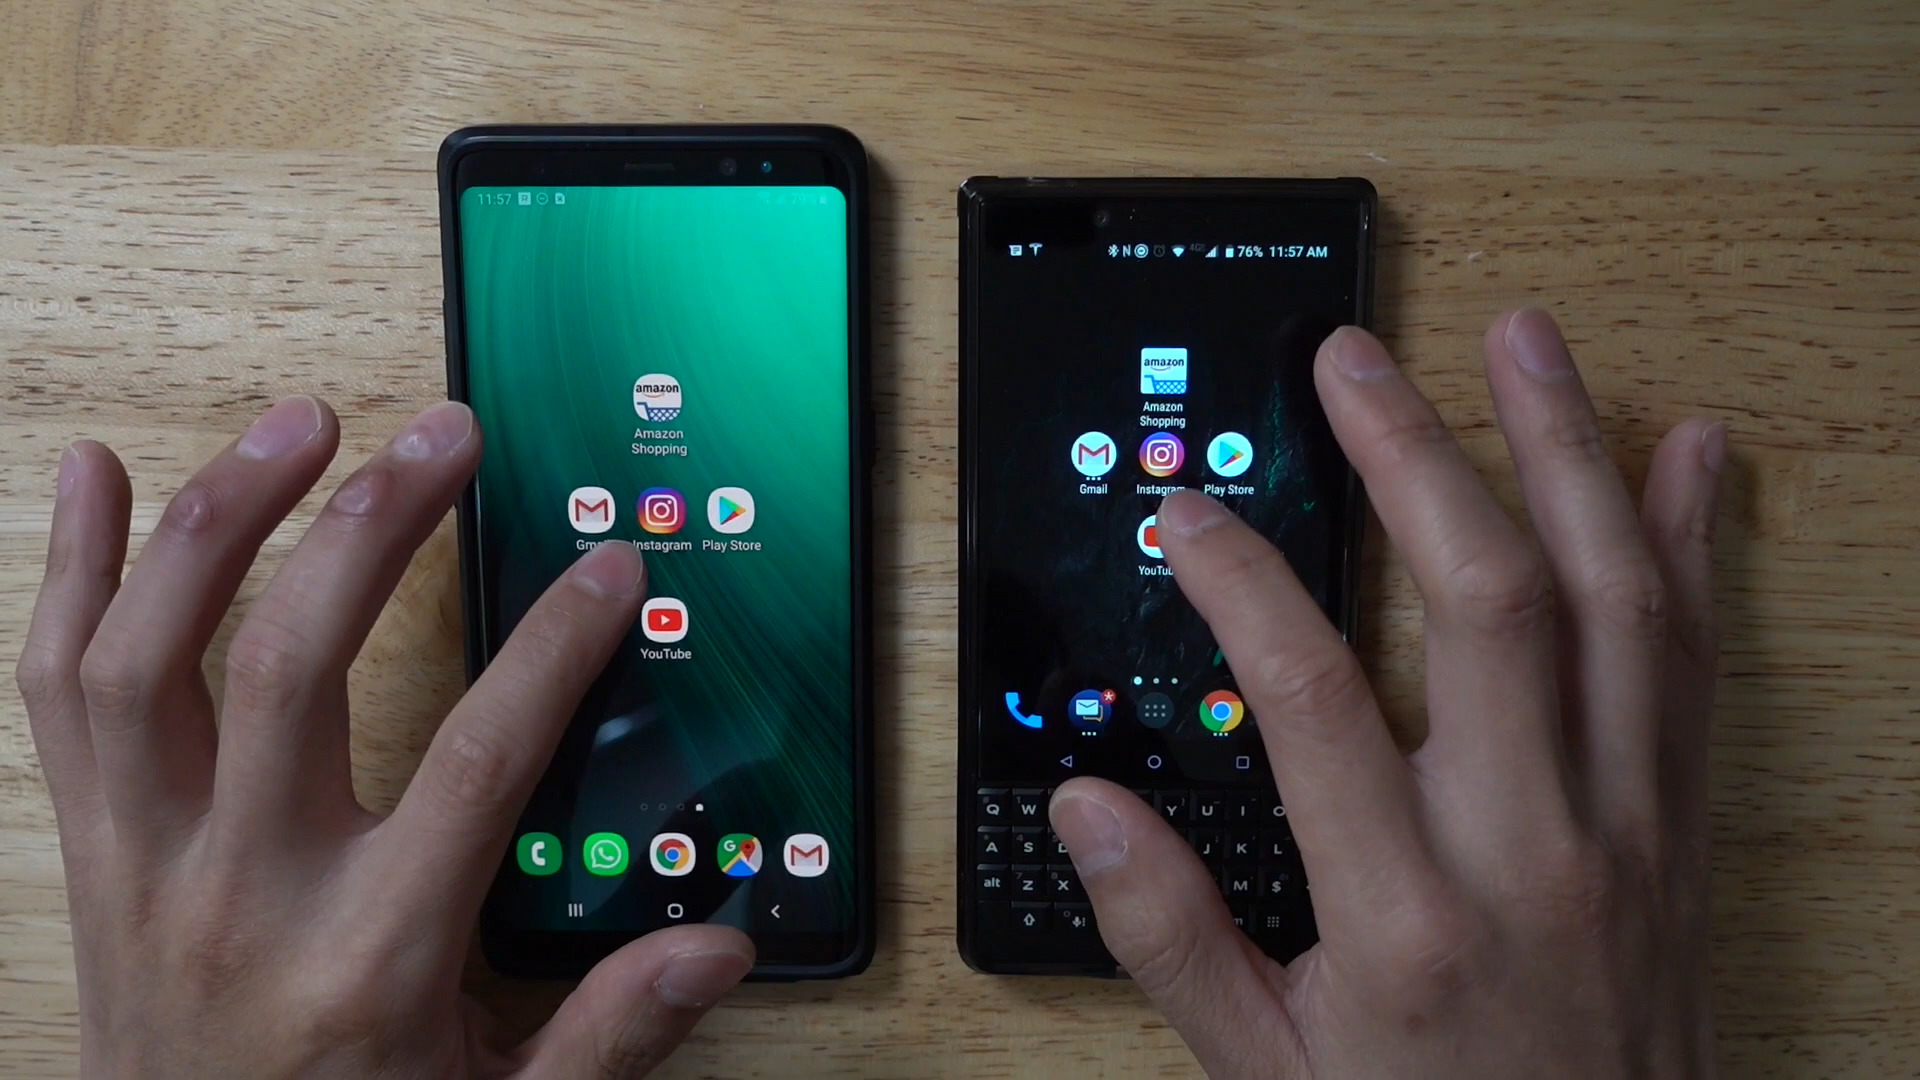 11:57
amazon
Amazon
Shopping
Instagram
Play Store
YouTube
76% 11:57 AM
amazon
Amazon
Shopping
Gmail
Instagram
Play Store
Q W Y U I O
A S J K L
alt Z X M $